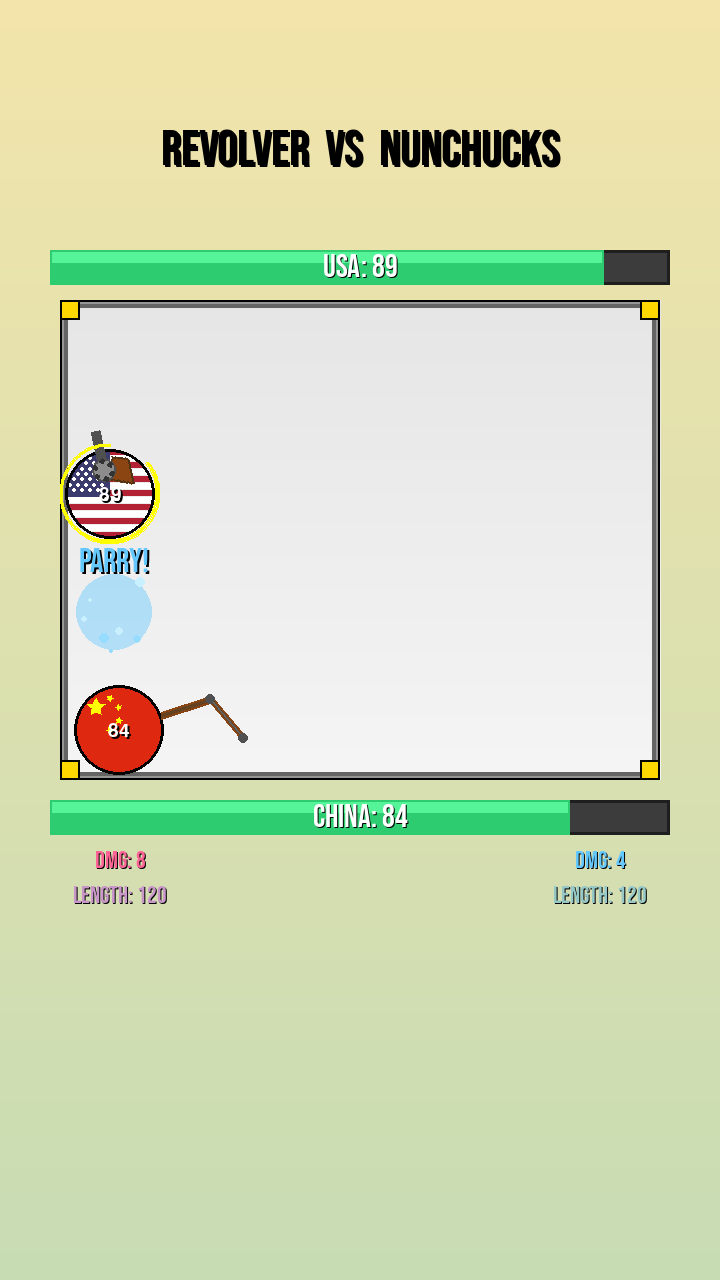 REVOLVER VS NUNCHUCKS
USA: 89
89
PARRY!
84
CHINA: 84
DMG: 8
DMG: 4
LENGTH: 120
LENGTH: 120